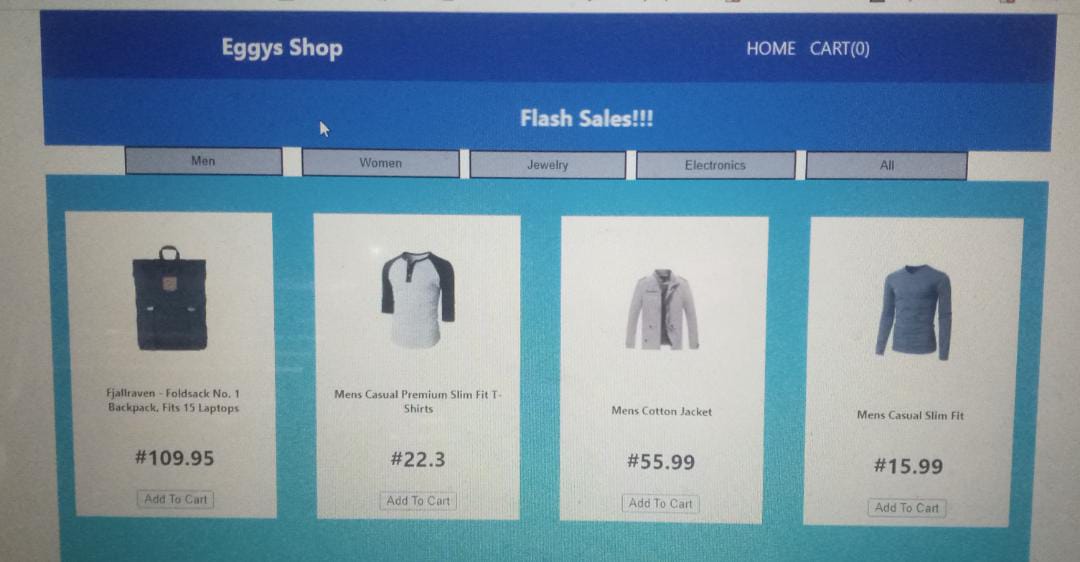 Eggys Shop
HOME CART(0)
Flash Sales!!!
Men
Women
Jewelry
Electronics
All
Fjallraven - Foldsack No. 1
Backpack, Fits 15 Laptops
#109.95
Add To Cart
Mens Casual Premium Slim Fit T-
Shirts
#22.3
Add To Cart
Mens Cotton Jacket
#55.99
Add To Cart
Mens Casual Slim Fit
#15.99
Add To Cart